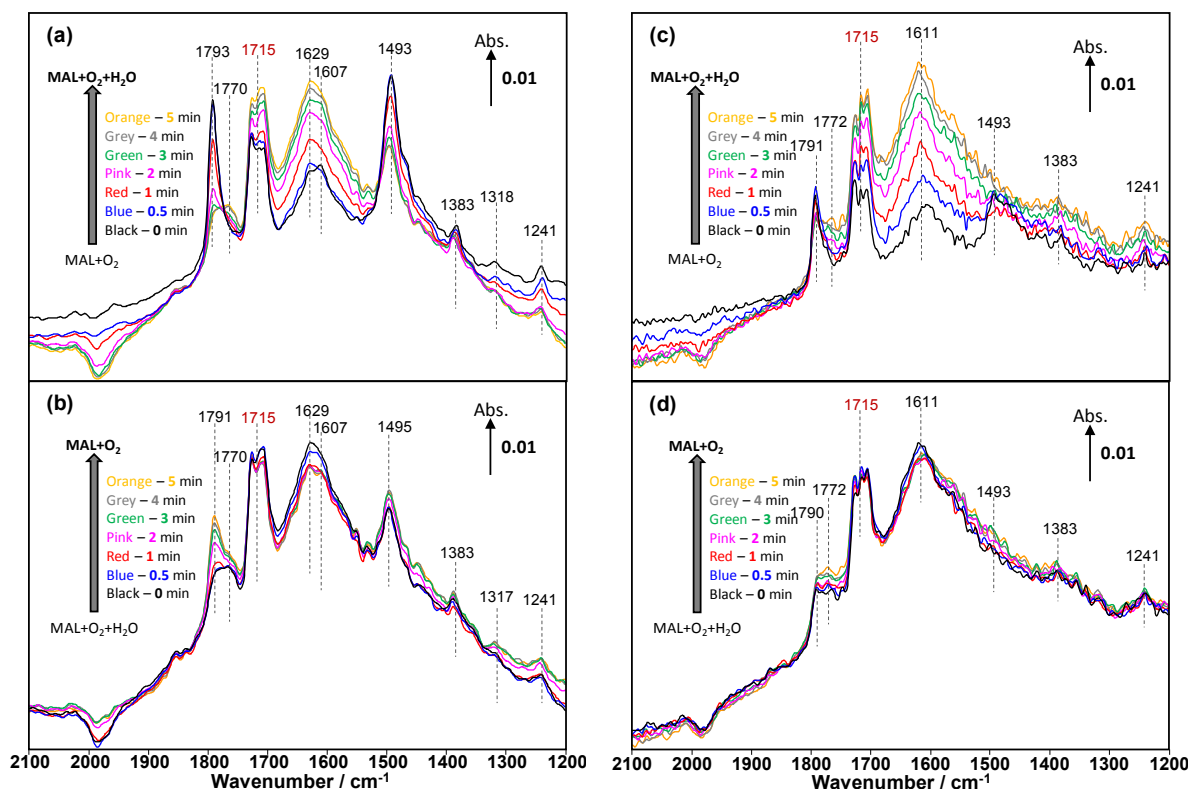 (a)
1793
1770
1715
1629
1607
1493
Abs.
0.01
MAL+O2+H2O
Orange – 5 min
Grey – 4 min
Green – 3 min
Pink – 2 min
Red – 1 min
Blue – 0.5 min
Black – 0 min
MAL+O2
1383
1318
1241
(b)
1791
1770
1715
1629
1607
1495
Abs.
0.01
MAL+O2
Orange – 5 min
Grey – 4 min
Green – 3 min
Pink – 2 min
Red – 1 min
Blue – 0.5 min
Black – 0 min
MAL+O2+H2O
1383
1317
1241
2100 2000 1900 1800 1700 1600 1500 1400 1300 1200
Wavenumber / cm-1
(c)
1791
1772
1715
1611
1493
Abs.
0.01
MAL+O2+H2O
Orange – 5 min
Grey – 4 min
Green – 3 min
Pink – 2 min
Red – 1 min
Blue – 0.5 min
Black – 0 min
MAL+O2
1383
1241
(d)
1790
1772
1715
1611
1493
Abs.
0.01
MAL+O2
Orange – 5 min
Grey – 4 min
Green – 3 min
Pink – 2 min
Red – 1 min
Blue – 0.5 min
Black – 0 min
MAL+O2+H2O
1383
1241
2100 2000 1900 1800 1700 1600 1500 1400 1300 1200
Wavenumber / cm-1